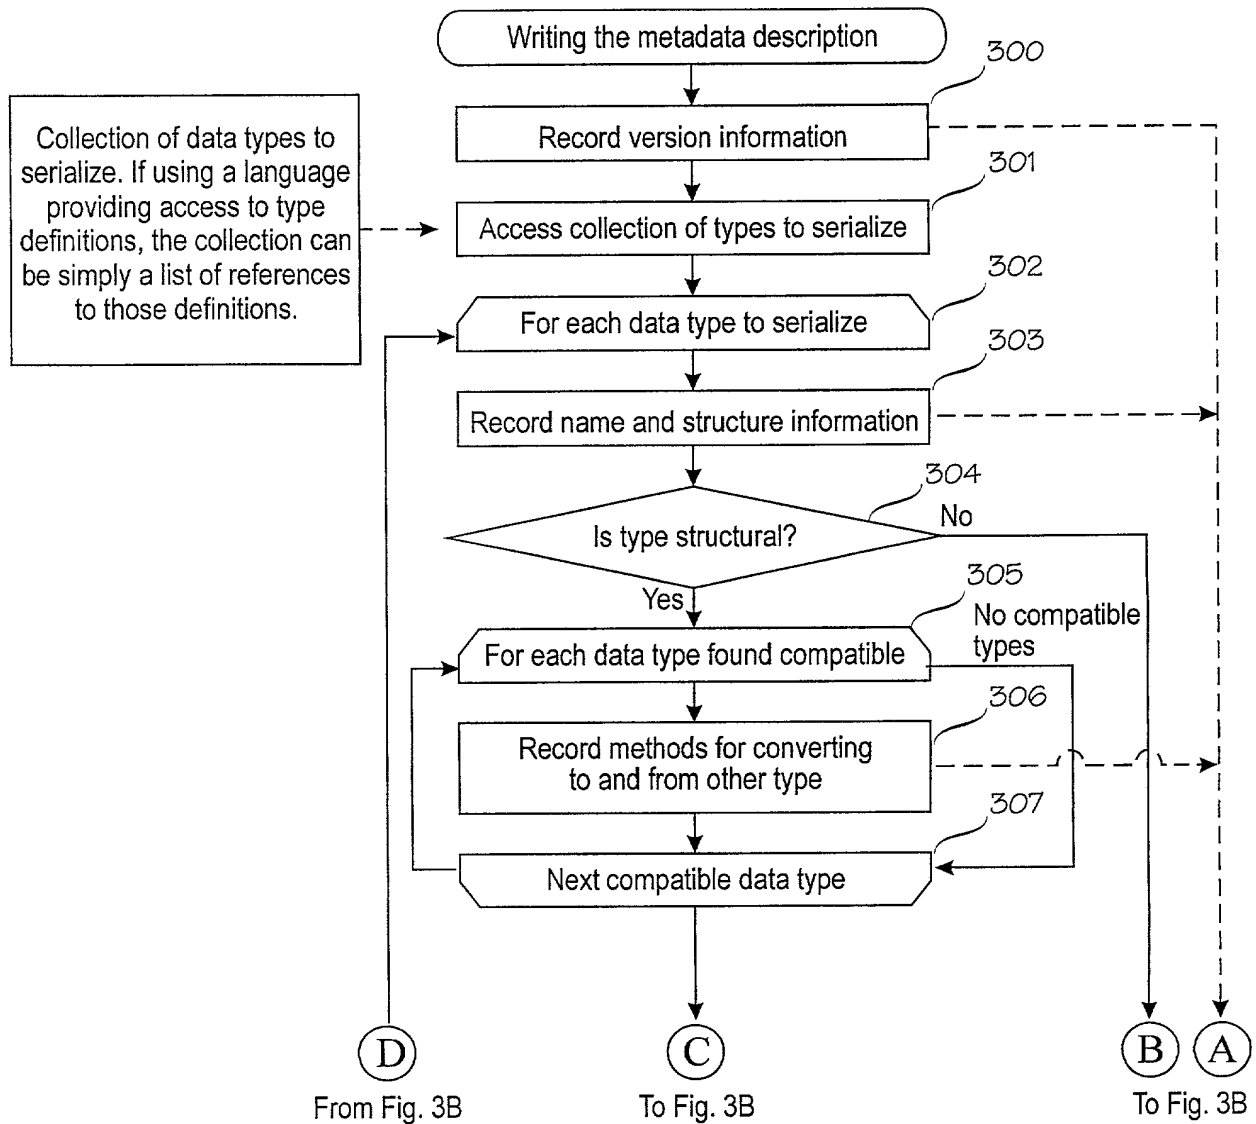 Writing the metadata description
300
Record version information
Collection of data types to
serialize. If using a language
providing access to type
definitions, the collection can
be simply a list of references
to those definitions.
301
Access collection of types to serialize
302
For each data type to serialize
303
Record name and structure information
304
Is type structural?
No
Yes
305
No compatible
types
For each data type found compatible
306
Record methods for converting
to and from other type
307
Next compatible data type
D
C
B
A
From Fig. 3B
To Fig. 3B
To Fig. 3B